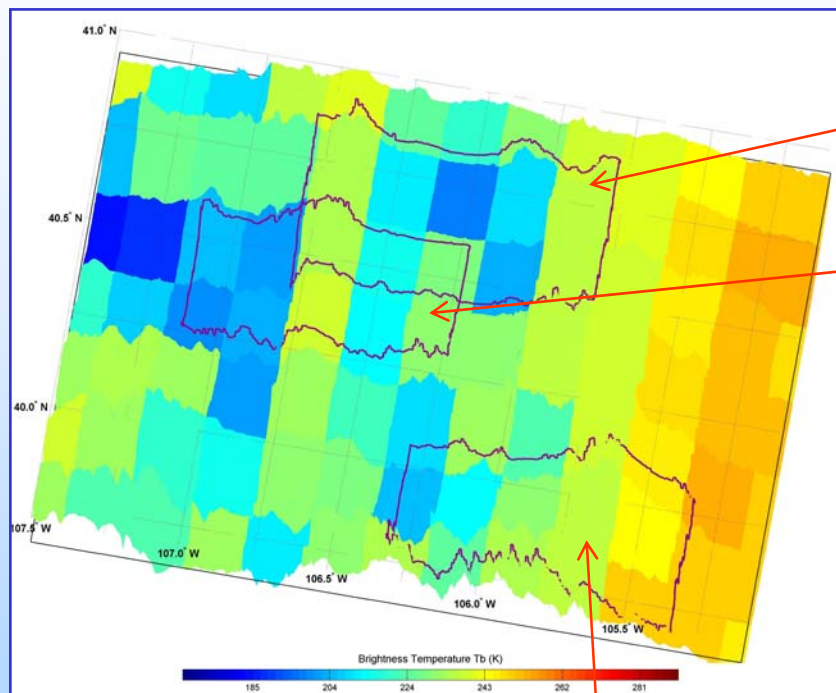 41.0° N
40.5° N
40.0° N
107.5° W
107.0° W
106.5° W
106.0° W
105.5° W
Brightness Temperature Tb (K)
185 204 224 243 262 281